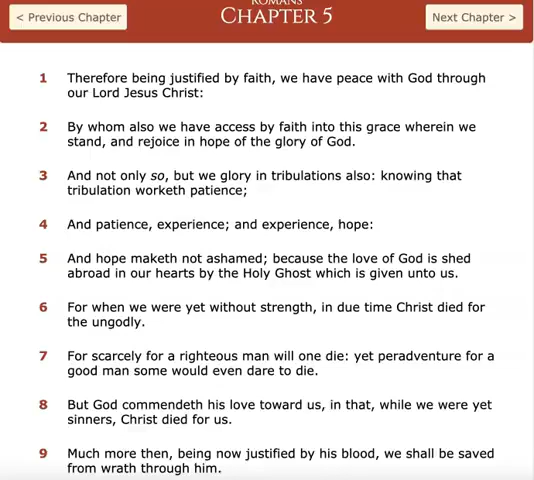 ROMANS
< Previous Chapter
CHAPTER 5
Next Chapter >
1 Therefore being justified by faith, we have peace with God through
our Lord Jesus Christ:
2 By whom also we have access by faith into this grace wherein we
stand, and rejoice in hope of the glory of God.
3 And not only so, but we glory in tribulations also: knowing that
tribulation worketh patience;
4 And patience, experience; and experience, hope:
5 And hope maketh not ashamed; because the love of God is shed
abroad in our hearts by the Holy Ghost which is given unto us.
6 For when we were yet without strength, in due time Christ died for
the ungodly.
7 For scarcely for a righteous man will one die: yet peradventure for a
good man some would even dare to die.
8 But God commendeth his love toward us, in that, while we were yet
sinners, Christ died for us.
9 Much more then, being now justified by his blood, we shall be saved
from wrath through him.